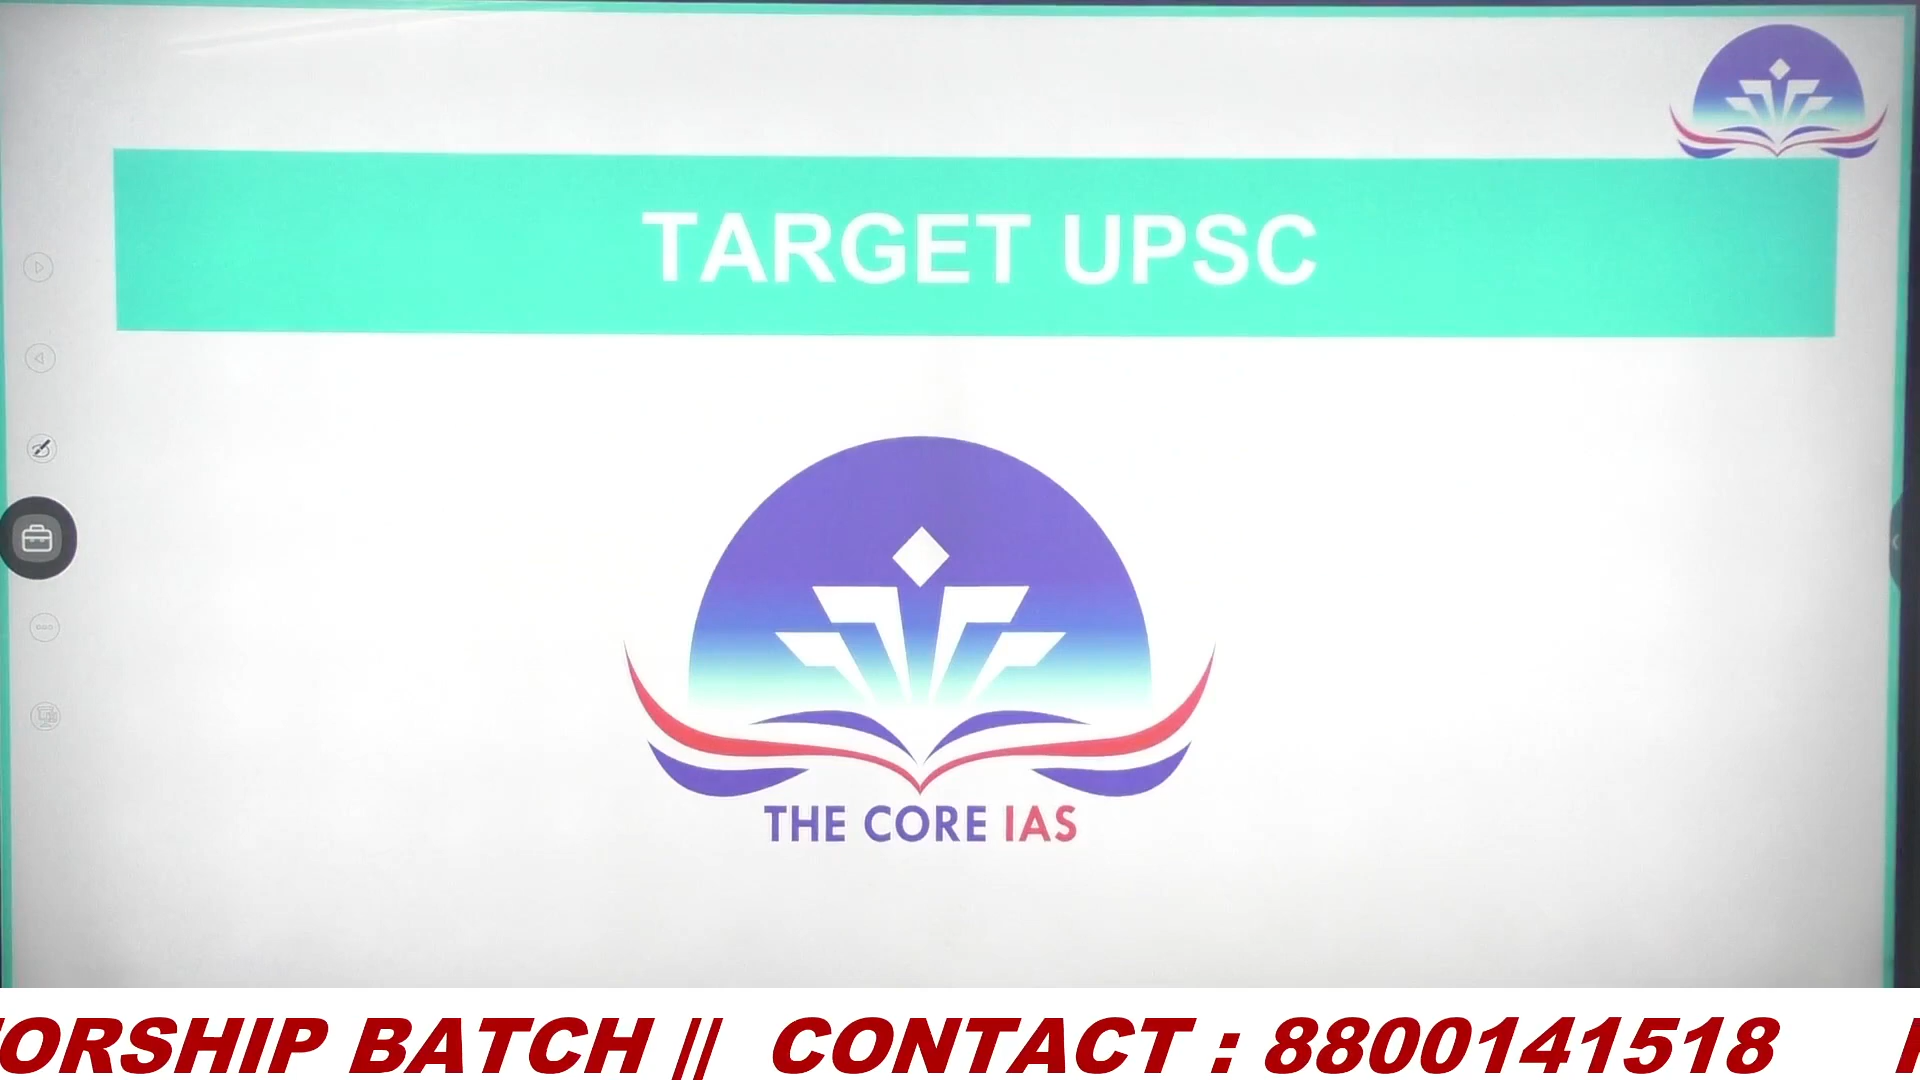 TARGET UPSC
THE CORE IAS
ORSHIP BATCH // CONTACT : 8800141518